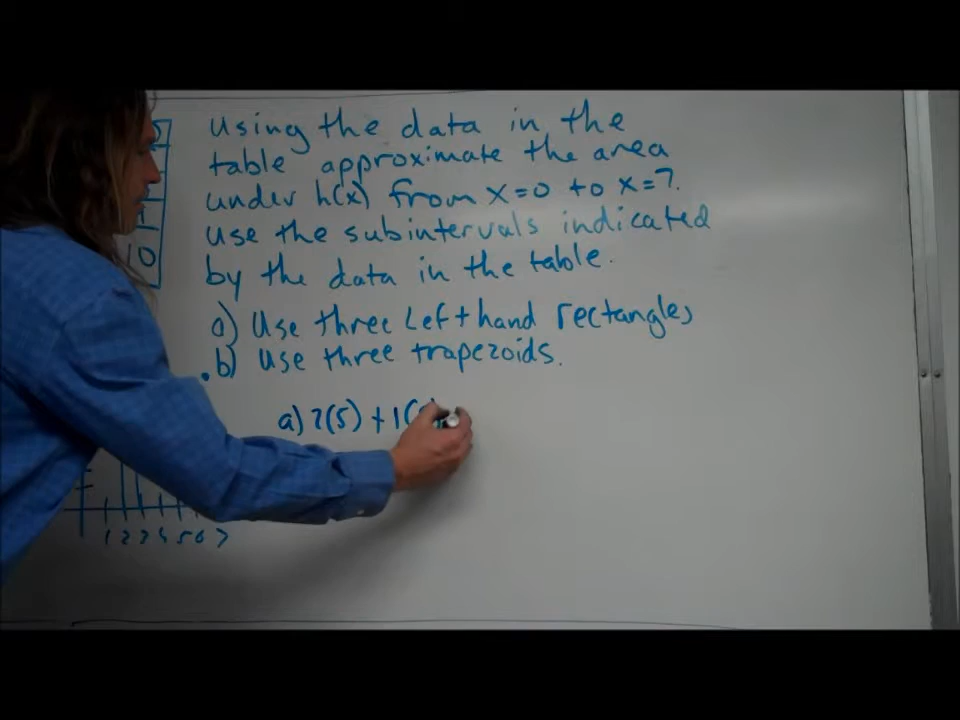 Using the data in the
table approximate the area
under h(x) from x=0 to x=7.
Use the subintervals indicated
10
by the data in the table.
a) Use three Left hand rectangles
b) Use three trapezoids.
a) 2(5) + 1(
1 2 3 4 5 6 7